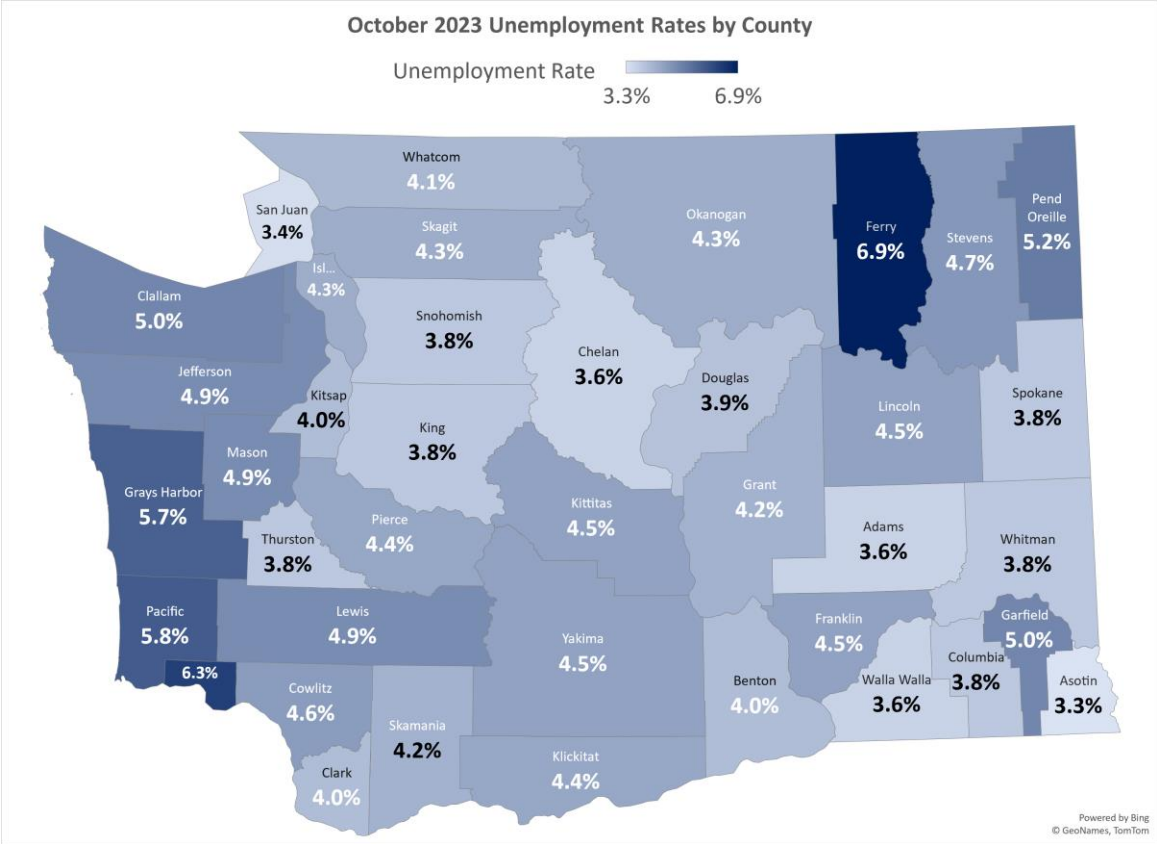 October 2023 Unemployment Rates by County
Unemployment Rate
3.3% 6.9%
Whatcom
4.1%
San Juan
3.4%
Skagit
4.3%
Okanogan
4.3%
Ferry
6.9%
Stevens
4.7%
Pend
Oreille
5.2%
Isl...
4.3%
Clallam
5.0%
Snohomish
3.8%
Chelan
3.6%
Jefferson
4.9%
Kitsap
4.0%
Douglas
3.9%
Lincoln
4.5%
Spokane
3.8%
King
3.8%
Mason
4.9%
Grays Harbor
5.7%
Kittitas
4.5%
Grant
4.2%
Pierce
4.4%
Thurston
3.8%
Adams
3.6%
Whitman
3.8%
Pacific
5.8%
Lewis
4.9%
Yakima
4.5%
Franklin
4.5%
Garfield
5.0%
6.3%
Columbia
3.8%
Cowlitz
4.6%
Benton
4.0%
Walla Walla
3.6%
Asotin
3.3%
Skamania
4.2%
Klickitat
4.4%
Clark
4.0%
Powered by Bing
© GeoNames, TomTom